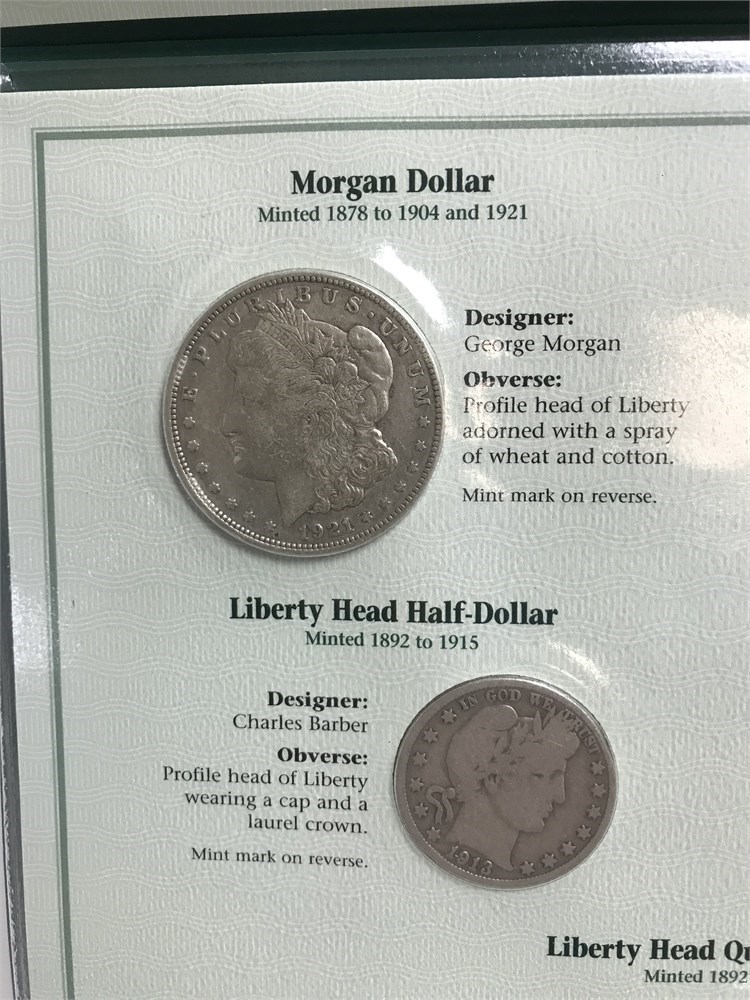 Morgan Dollar
Minted 1878 to 1904 and 1921
E·PLURIBUS·UNUM
1921
Designer:
George Morgan
Obverse:
Profile head of Liberty
adorned with a spray
of wheat and cotton.
Mint mark on reverse.
Liberty Head Half-Dollar
Minted 1892 to 1915
Designer:
Charles Barber
Obverse:
Profile head of Liberty
wearing a cap and a
laurel crown.
Mint mark on reverse.
IN GOD WE TRUST
1913
Liberty Head Qu
Minted 1892